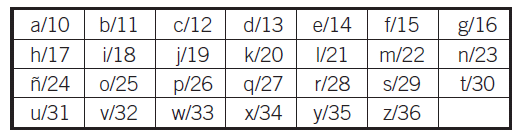 a/10 b/11 c/12 d/13 e/14 f/15 g/16
h/17 i/18 j/19 k/20 l/21 m/22 n/23
ñ/24 o/25 p/26 q/27 r/28 s/29 t/30
u/31 v/32 w/33 x/34 y/35 z/36